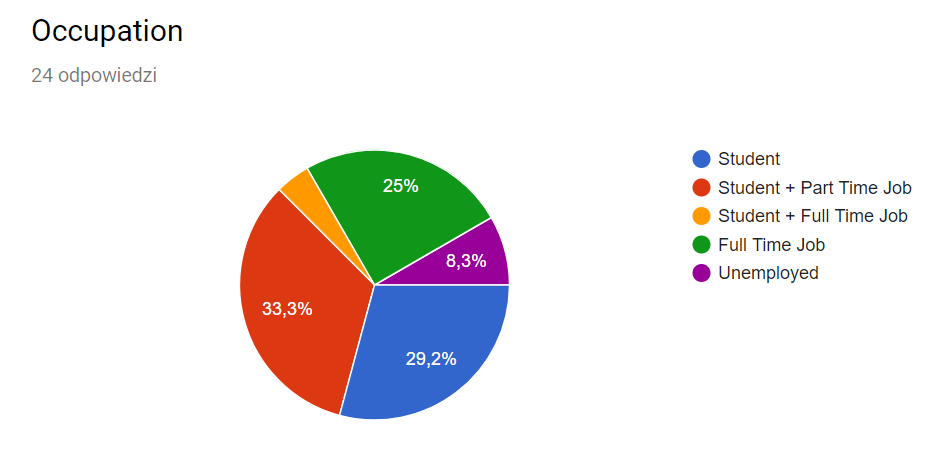 Occupation
24 odpowiedzi
25%
8,3%
33,3%
29,2%
Student
Student + Part Time Job
Student + Full Time Job
Full Time Job
Unemployed